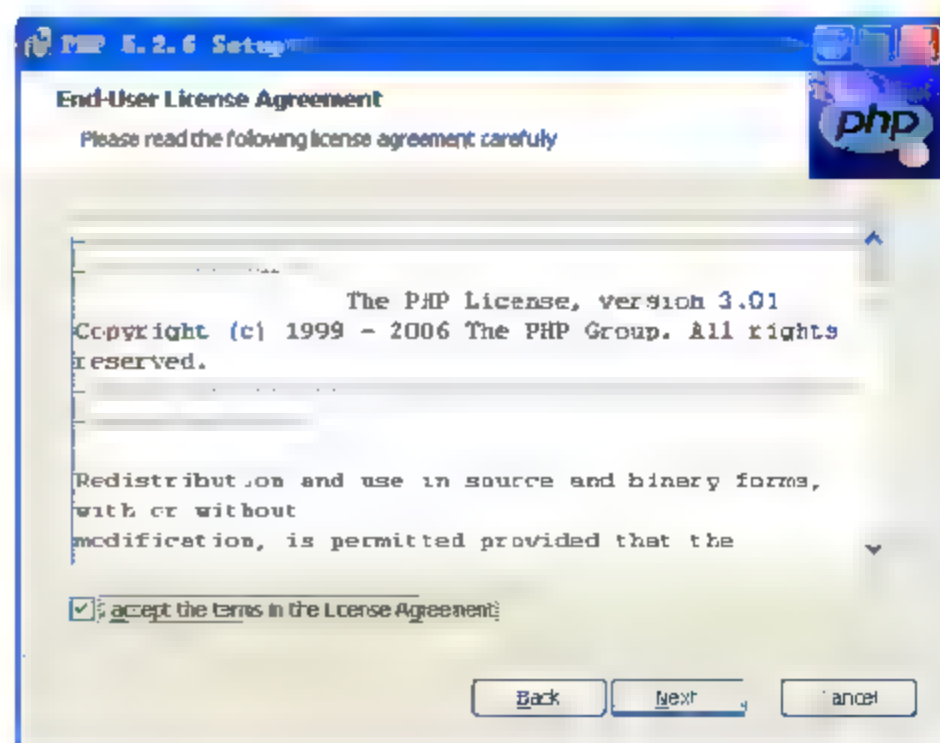 PHP 5.2.6 Setup
php
End-User License Agreement
Please read the following license agreement carefully
The PHP License, version 3.01
Copyright (c) 1999 - 2006 The PHP Group. All rights
reserved.
Redistribution and use in source and binary forms,
with or without
modification, is permitted provided that the
I accept the terms in the License Agreement
Back
Next
Cancel